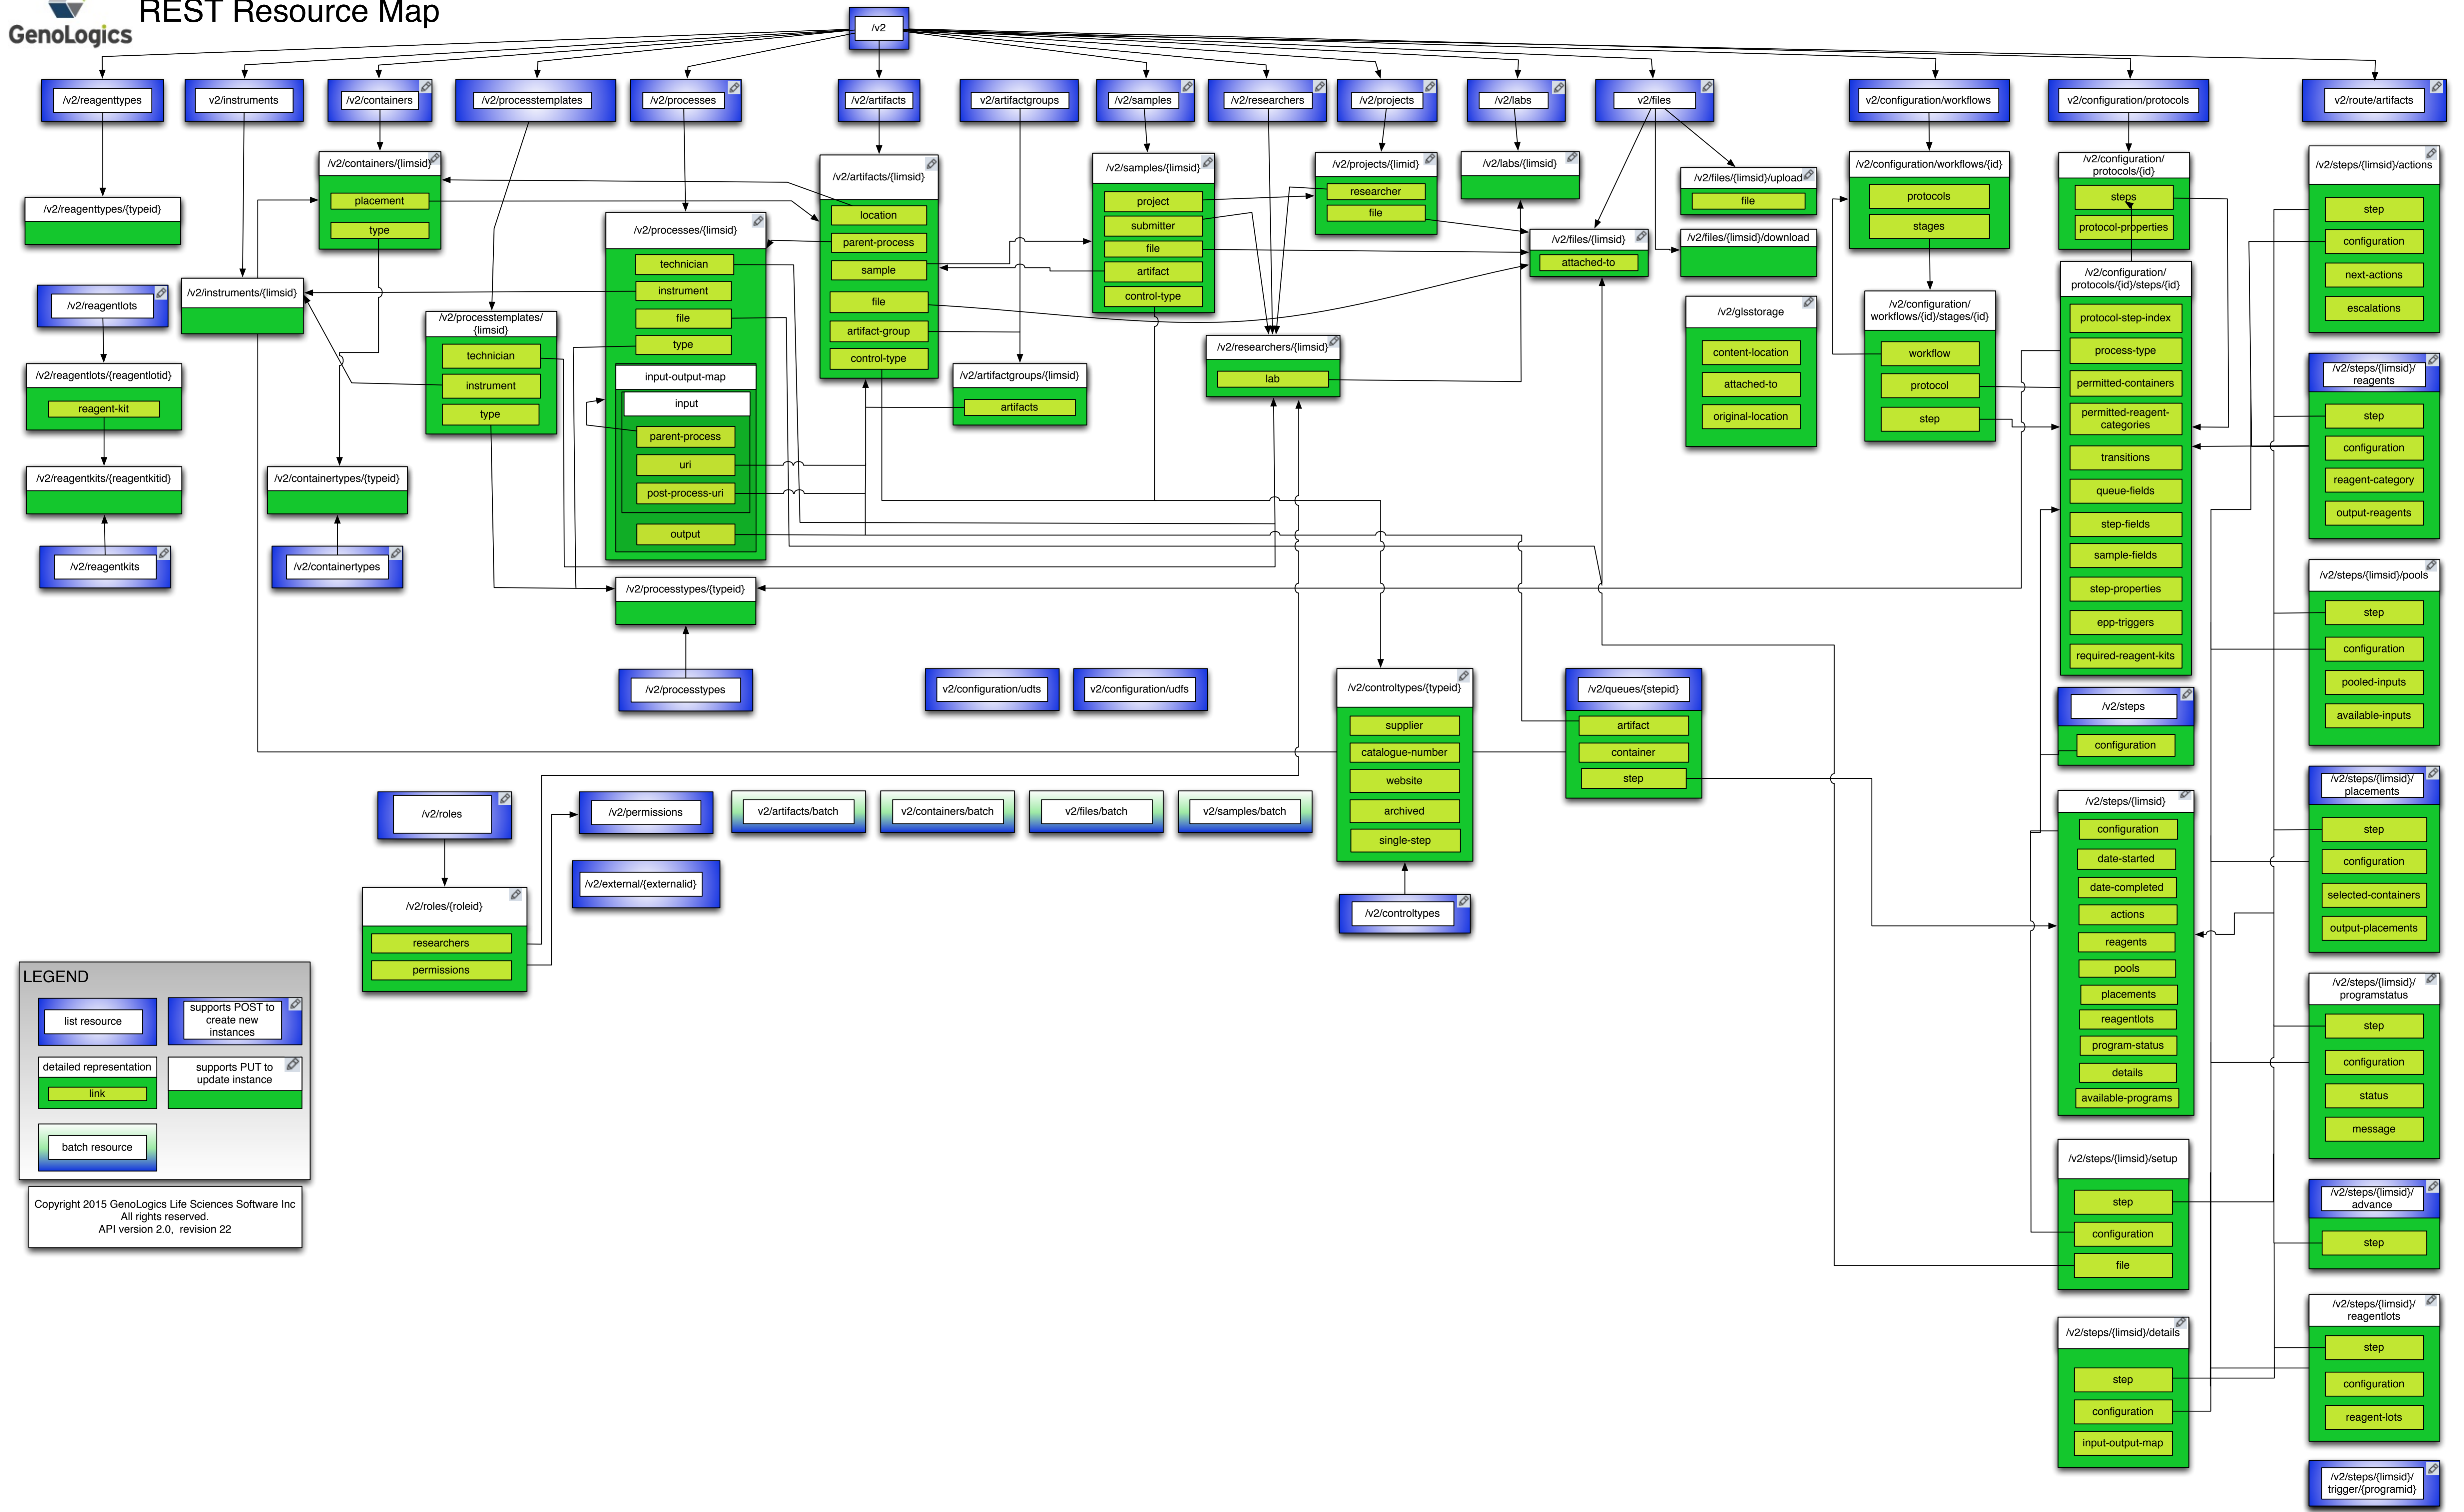 REST Resource Map
GenoLogics
/v2
/v2/reagenttypes
v2/instruments
/v2/containers
/v2/processtemplates
/v2/processes
/v2/artifacts
v2/artifactgroups
/v2/samples
/v2/researchers
/v2/projects
/v2/labs
v2/files
v2/configuration/workflows
v2/configuration/protocols
v2/route/artifacts
/v2/reagenttypes/{typeid}
/v2/reagentlots
/v2/reagentlots/{reagentlotid}
reagent-kit
/v2/reagentkits/{reagentkitid}
/v2/reagentkits
/v2/instruments/{limsid}
/v2/containers/{limsid}
placement
type
/v2/containertypes/{typeid}
/v2/containertypes
/v2/processtemplates/
{limsid}
technician
instrument
type
/v2/processes/{limsid}
technician
instrument
file
type
input-output-map
input
parent-process
uri
post-process-uri
output
/v2/processtypes/{typeid}
/v2/processtypes
/v2/artifacts/{limsid}
location
parent-process
sample
file
artifact-group
control-type
/v2/artifactgroups/{limsid}
artifacts
/v2/samples/{limsid}
project
submitter
file
artifact
control-type
/v2/researchers/{limsid}
lab
/v2/projects/{limid}
researcher
file
/v2/labs/{limsid}
/v2/files/{limsid}
attached-to
/v2/files/{limsid}/upload
file
/v2/files/{limsid}/download
/v2/glsstorage
content-location
attached-to
original-location
/v2/configuration/workflows/{id}
protocols
stages
/v2/configuration/
workflows/{id}/stages/{id}
workflow
protocol
step
/v2/configuration/
protocols/{id}
steps
protocol-properties
/v2/configuration/
protocols/{id}/steps/{id}
protocol-step-index
process-type
permitted-containers
permitted-reagent-
categories
transitions
queue-fields
step-fields
sample-fields
step-properties
epp-triggers
required-reagent-kits
/v2/steps
configuration
/v2/steps/{limsid}
configuration
date-started
date-completed
actions
reagents
pools
placements
reagentlots
program-status
details
available-programs
/v2/steps/{limsid}/setup
step
configuration
file
/v2/steps/{limsid}/details
step
configuration
input-output-map
/v2/steps/{limsid}/actions
step
configuration
next-actions
escalations
/v2/steps/{limsid}/
reagents
step
configuration
reagent-category
output-reagents
/v2/steps/{limsid}/pools
step
configuration
pooled-inputs
available-inputs
/v2/steps/{limsid}/
placements
step
configuration
selected-containers
output-placements
/v2/steps/{limsid}/
programstatus
step
configuration
status
message
/v2/steps/{limsid}/
advance
step
/v2/steps/{limsid}/
reagentlots
step
configuration
reagent-lots
/v2/steps/{limsid}/
trigger/{programid}
v2/configuration/udts
v2/configuration/udfs
/v2/controltypes/{typeid}
supplier
catalogue-number
website
archived
single-step
/v2/controltypes
/v2/queues/{stepid}
artifact
container
step
/v2/roles
/v2/roles/{roleid}
researchers
permissions
/v2/permissions
/v2/external/{externalid}
v2/artifacts/batch
v2/containers/batch
v2/files/batch
v2/samples/batch
LEGEND
list resource
supports POST to
create new
instances
detailed representation
link
supports PUT to
update instance
batch resource
Copyright 2015 GenoLogics Life Sciences Software Inc
All rights reserved.
API version 2.0, revision 22